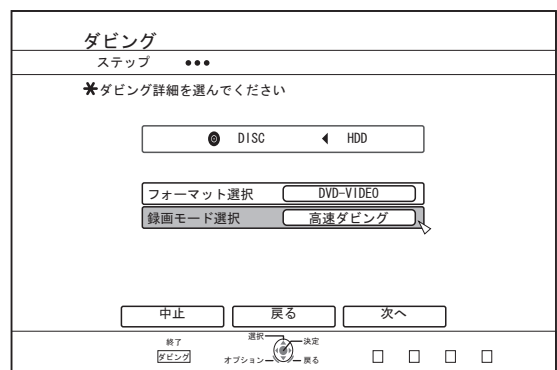 ダビング
ステップ ●●●
✱ダビング詳細を選んでください
DISC ◀ HDD
フォーマット選択 DVD-VIDEO
録画モード選択 高速ダビング
中止 戻る 次へ
終了 ダビング
選択 決定
オプション 戻る